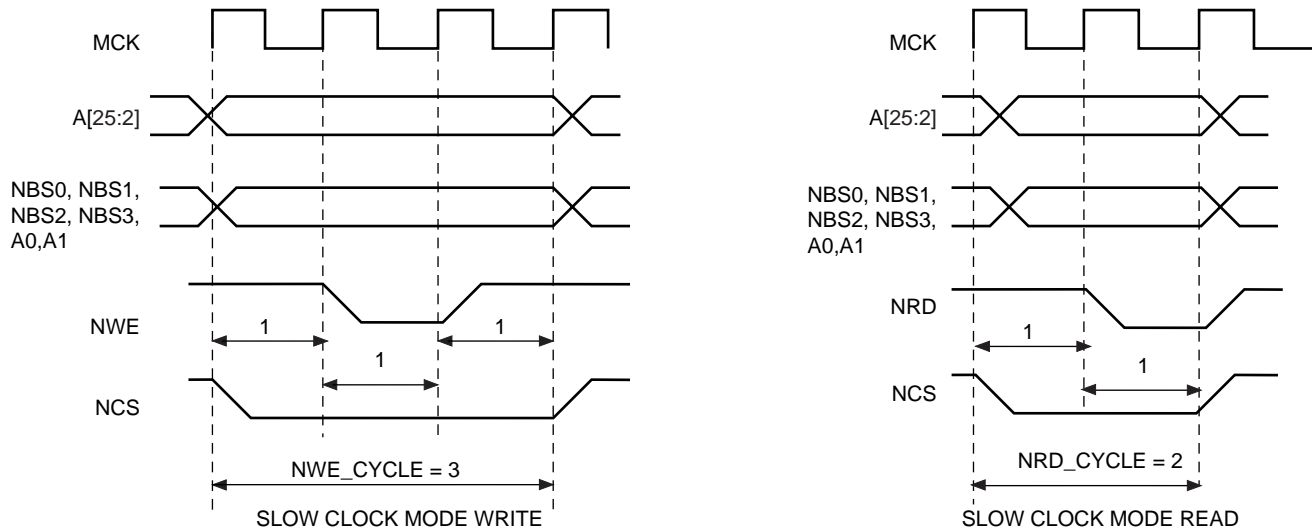 MCK
A[25:2]
NBS0, NBS1,
NBS2, NBS3,
A0,A1
NWE
1
1
1
NCS
NWE_CYCLE = 3
SLOW CLOCK MODE WRITE
MCK
A[25:2]
NBS0, NBS1,
NBS2, NBS3,
A0,A1
NRD
1
1
NCS
NRD_CYCLE = 2
SLOW CLOCK MODE READ